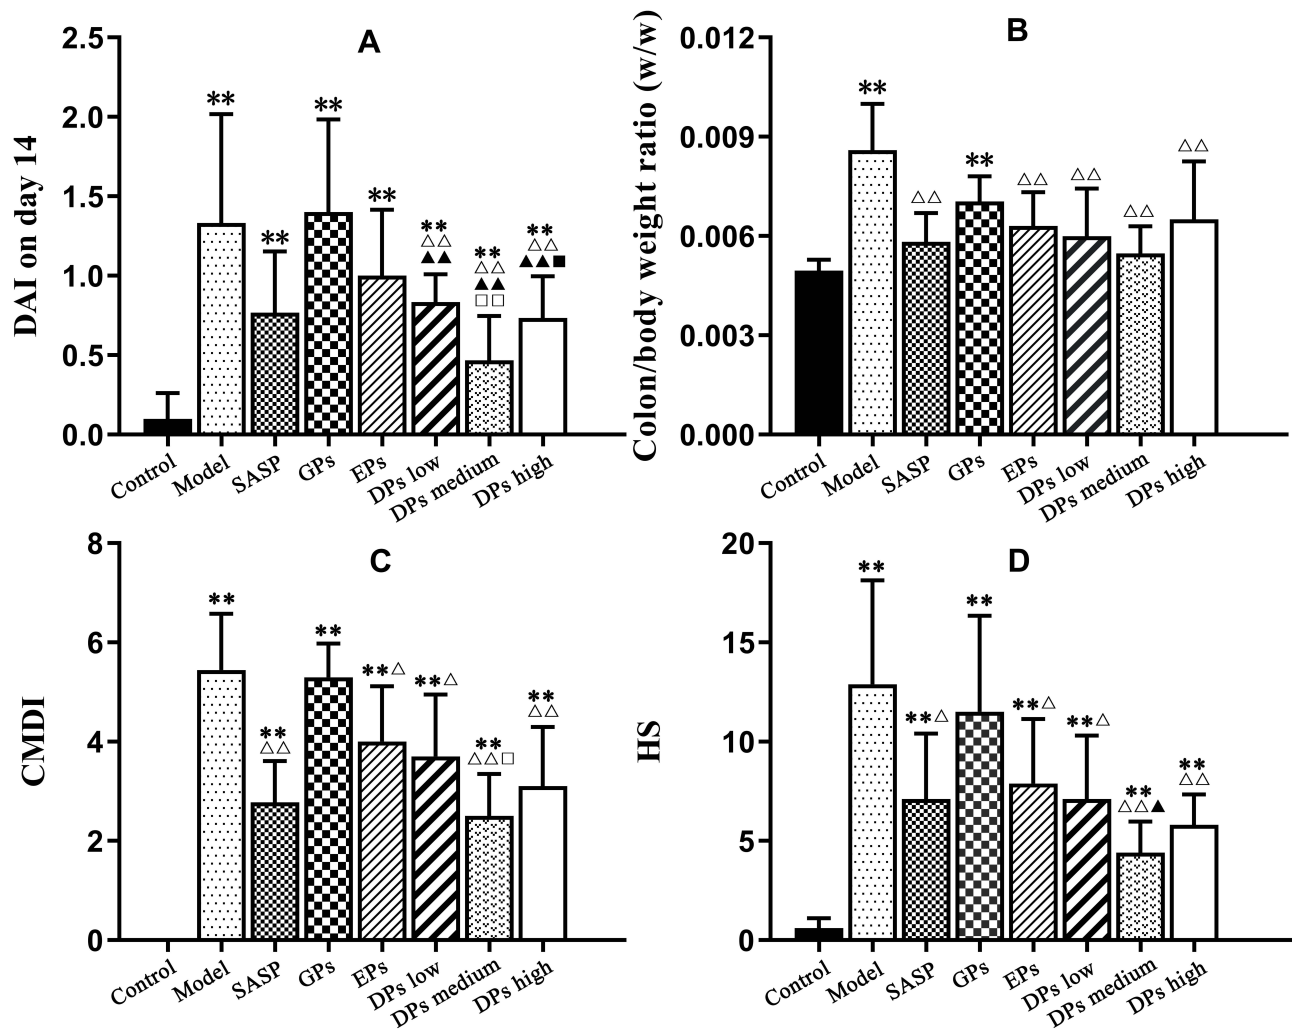 A
DAI on day 14
2.5
2.0
1.5
1.0
0.5
0.0
**
**
**
**
**
△△
▲▲
**
△△
▲▲
□□
**
△△
▲▲■
Control
Model
SASP
GPs
EPs
DPs low
DPs medium
DPs high
B
Colon/body weight ratio (w/w)
0.012
0.009
0.006
0.003
0.000
**
△△
**
△△
△△
△△
△△
Control
Model
SASP
GPs
EPs
DPs low
DPs medium
DPs high
C
CMDI
8
6
4
2
0
**
**
△△
**
**△
**△
**
△△□
**
△△
Control
Model
SASP
GPs
EPs
DPs low
DPs medium
DPs high
D
HS
20
15
10
5
0
**
**△
**
**△
**△
**
△△▲
**
△△
Control
Model
SASP
GPs
EPs
DPs low
DPs medium
DPs high